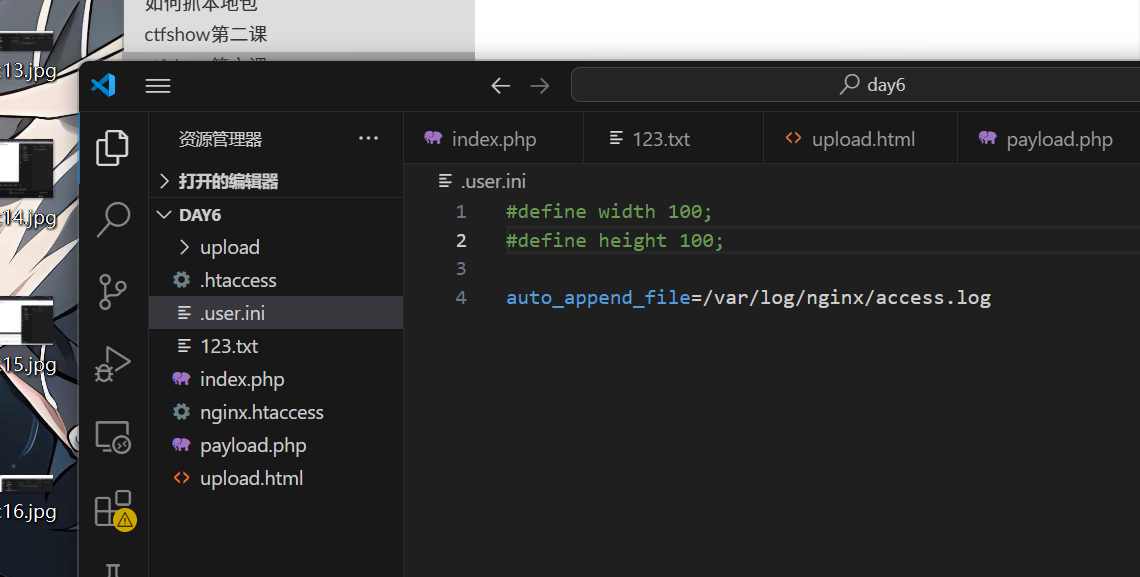 如何抓本地包
ctfshow第二课
13.jpg
14.jpg
15.jpg
16.jpg
day6
资源管理器
打开的编辑器
DAY6
upload
.htaccess
.user.ini
123.txt
index.php
nginx.htaccess
payload.php
upload.html
index.php
123.txt
upload.html
payload.php
.user.ini
1 #define width 100;
2 #define height 100;
3
4 auto_append_file=/var/log/nginx/access.log